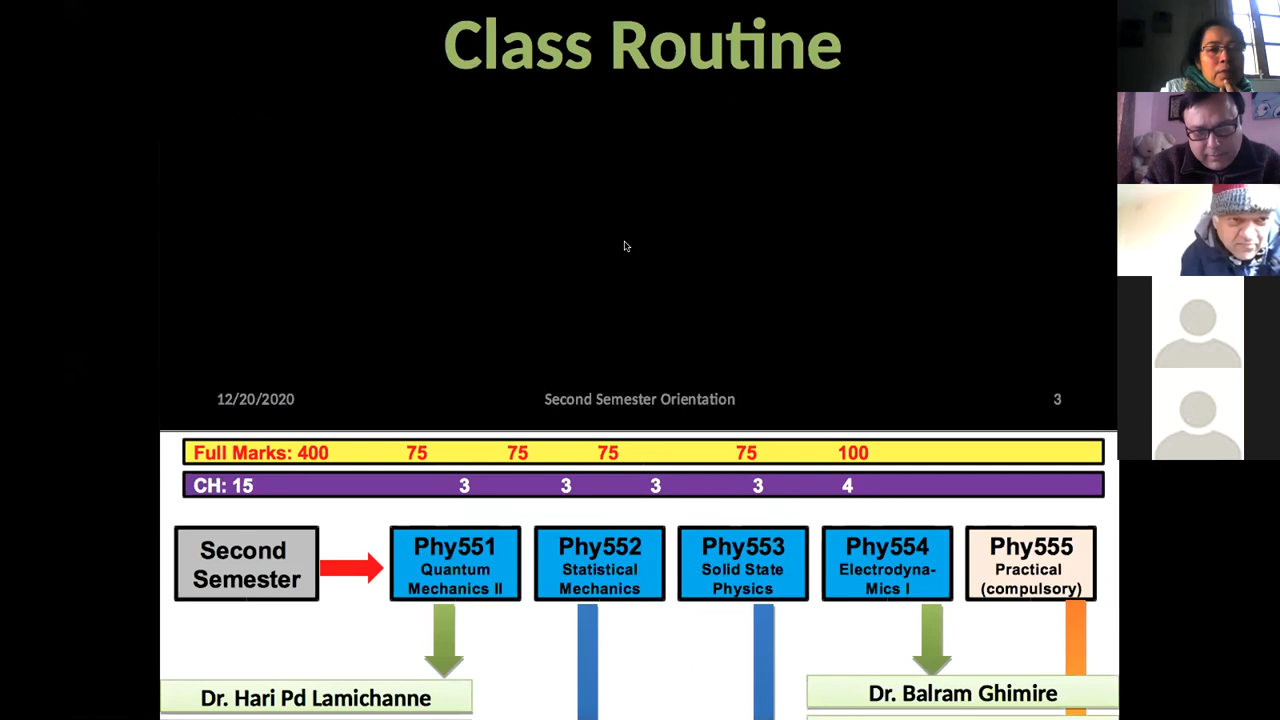 Class Routine
12/20/2020 Second Semester Orientation 3
Full Marks: 400 75 75 75 75 100
CH: 15 3 3 3 3 4
Second
Semester
Phy551
Quantum
Mechanics II
Phy552
Statistical
Mechanics
Phy553
Solid State
Physics
Phy554
Electrodyna-
Mics I
Phy555
Practical
(compulsory)
Dr. Hari Pd Lamichanne
Dr. Balram Ghimire